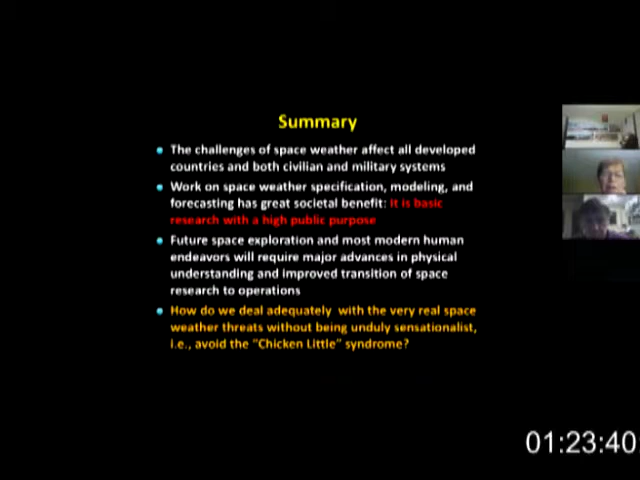 Summary
The challenges of space weather affect all developed
countries and both civilian and military systems
Work on space weather specification, modeling, and
forecasting has great societal benefit: It is basic
research with a high public purpose
Future space exploration and most modern human
endeavors will require major advances in physical
understanding and improved transition of space
research to operations
How do we deal adequately with the very real space
weather threats without being unduly sensationalist,
i.e., avoid the "Chicken Little" syndrome?
01:23:40